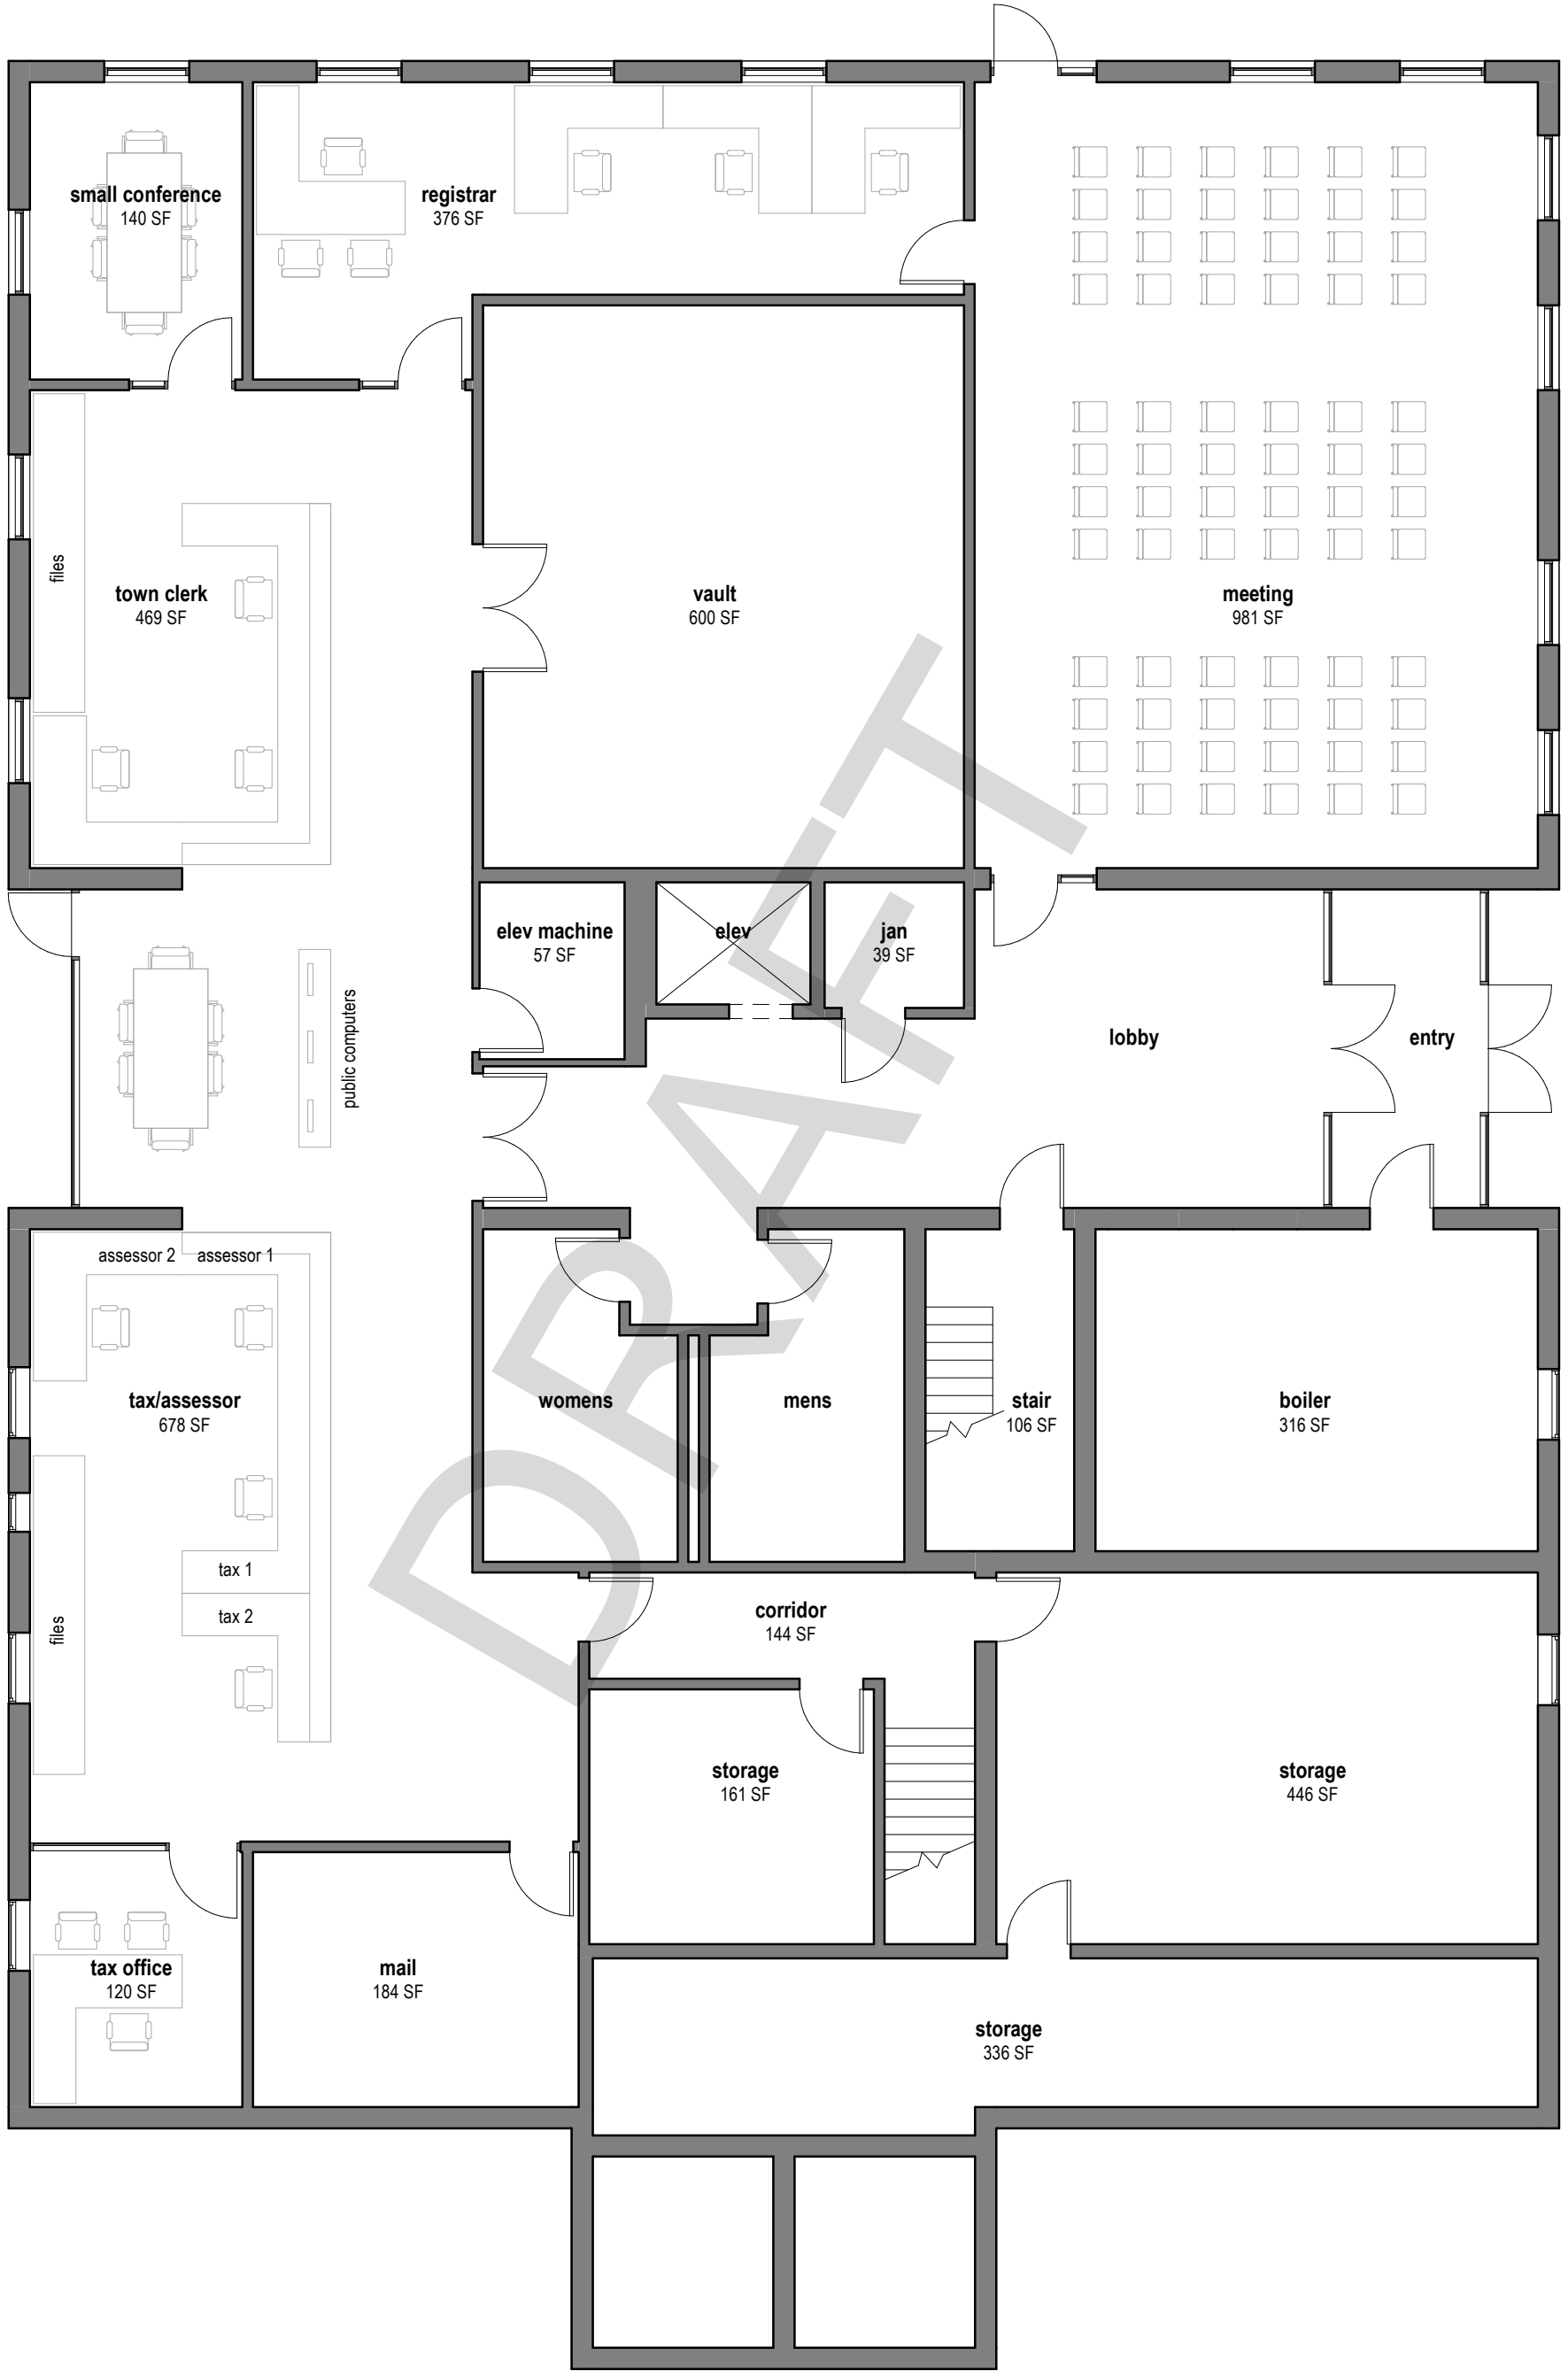 small conference
140 SF
registrar
376 SF
files
town clerk
469 SF
vault
600 SF
meeting
981 SF
elev machine
57 SF
elev
jan
39 SF
public computers
lobby
entry
assessor 2
assessor 1
tax/assessor
678 SF
womens
mens
stair
106 SF
boiler
316 SF
tax 1
tax 2
files
corridor
144 SF
storage
161 SF
storage
446 SF
tax office
120 SF
mail
184 SF
storage
336 SF
DRAFT